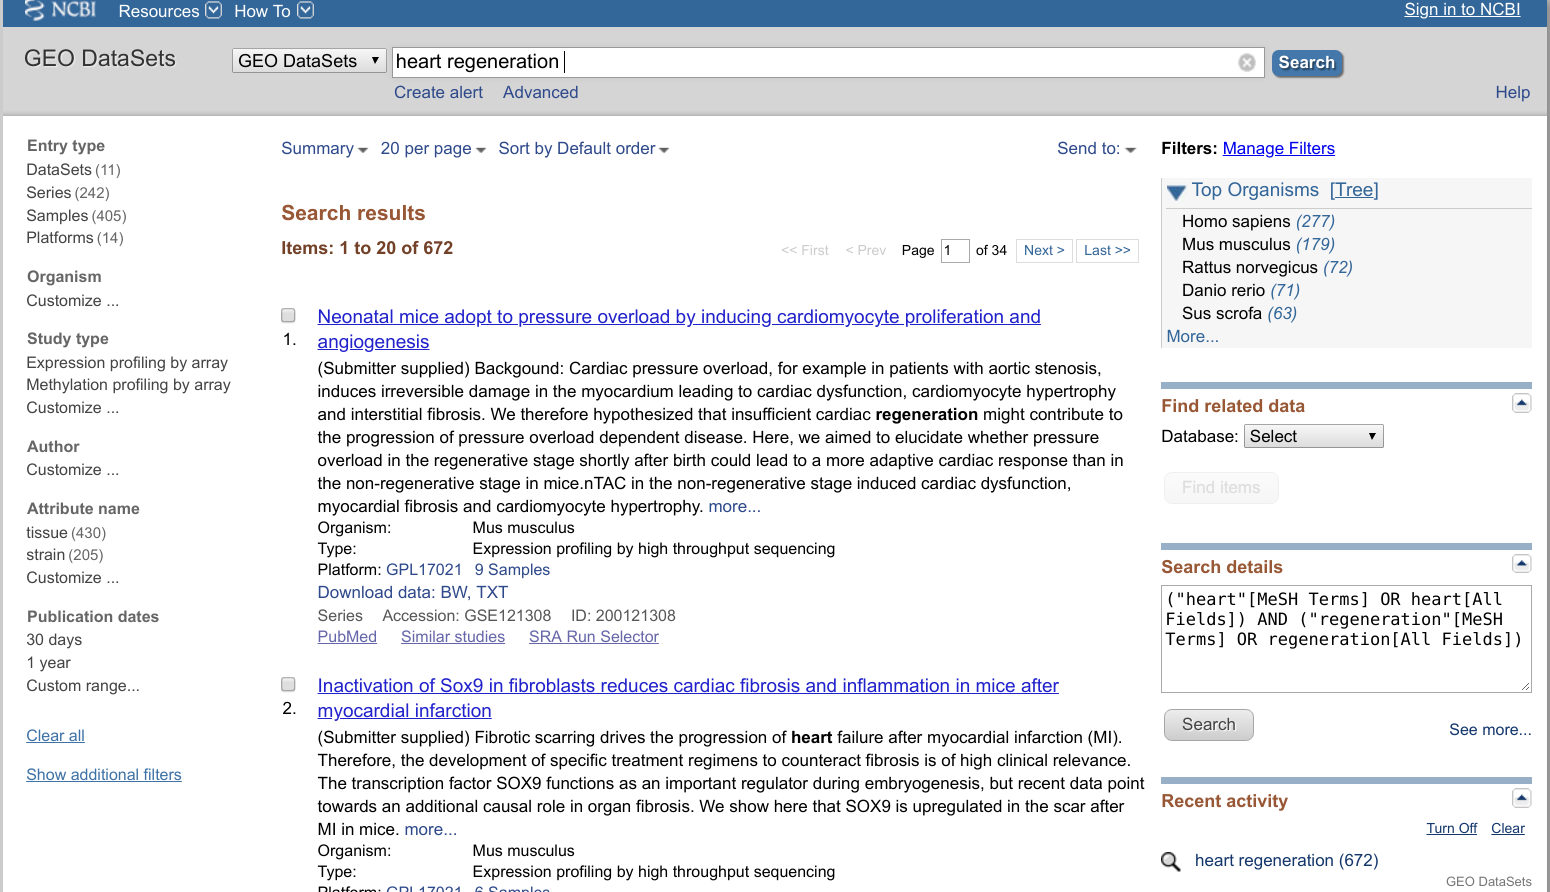 NCBI Resources How To Sign in to NCBI
GEO DataSets GEO DataSets heart regeneration Search
Create alert Advanced Help
Entry type
DataSets (11)
Series (242)
Samples (405)
Platforms (14)
Organism
Customize ...
Study type
Expression profiling by array
Methylation profiling by array
Customize ...
Author
Customize ...
Attribute name
tissue (430)
strain (205)
Customize ...
Publication dates
30 days
1 year
Custom range...
Clear all
Show additional filters
Summary 20 per page Sort by Default order Send to:
Search results
Items: 1 to 20 of 672
<< First < Prev Page 1 of 34 Next > Last >>
1. Neonatal mice adopt to pressure overload by inducing cardiomyocyte proliferation and
angiogenesis
(Submitter supplied) Backgound: Cardiac pressure overload, for example in patients with aortic stenosis,
induces irreversible damage in the myocardium leading to cardiac dysfunction, cardiomyocyte hypertrophy
and interstitial fibrosis. We therefore hypothesized that insufficient cardiac regeneration might contribute to
the progression of pressure overload dependent disease. Here, we aimed to elucidate whether pressure
overload in the regenerative stage shortly after birth could lead to a more adaptive cardiac response than in
the non-regenerative stage in mice.nTAC in the non-regenerative stage induced cardiac dysfunction,
myocardial fibrosis and cardiomyocyte hypertrophy. more...
Organism: Mus musculus
Type: Expression profiling by high throughput sequencing
Platform: GPL17021 9 Samples
Download data: BW, TXT
Series Accession: GSE121308 ID: 200121308
PubMed Similar studies SRA Run Selector
2. Inactivation of Sox9 in fibroblasts reduces cardiac fibrosis and inflammation in mice after
myocardial infarction
(Submitter supplied) Fibrotic scarring drives the progression of heart failure after myocardial infarction (MI).
Therefore, the development of specific treatment regimens to counteract fibrosis is of high clinical relevance.
The transcription factor SOX9 functions as an important regulator during embryogenesis, but recent data point
towards an additional causal role in organ fibrosis. We show here that SOX9 is upregulated in the scar after
MI in mice. more...
Organism: Mus musculus
Type: Expression profiling by high throughput sequencing
Platform: GPL17021 6 Samples
Filters: Manage Filters
Top Organisms [Tree]
Homo sapiens (277)
Mus musculus (179)
Rattus norvegicus (72)
Danio rerio (71)
Sus scrofa (63)
More...
Find related data
Database: Select
Find items
Search details
("heart"[MeSH Terms] OR heart[All
Fields]) AND ("regeneration"[MeSH
Terms] OR regeneration[All Fields])
Search See more...
Recent activity
Turn Off Clear
heart regeneration (672)
GEO DataSets